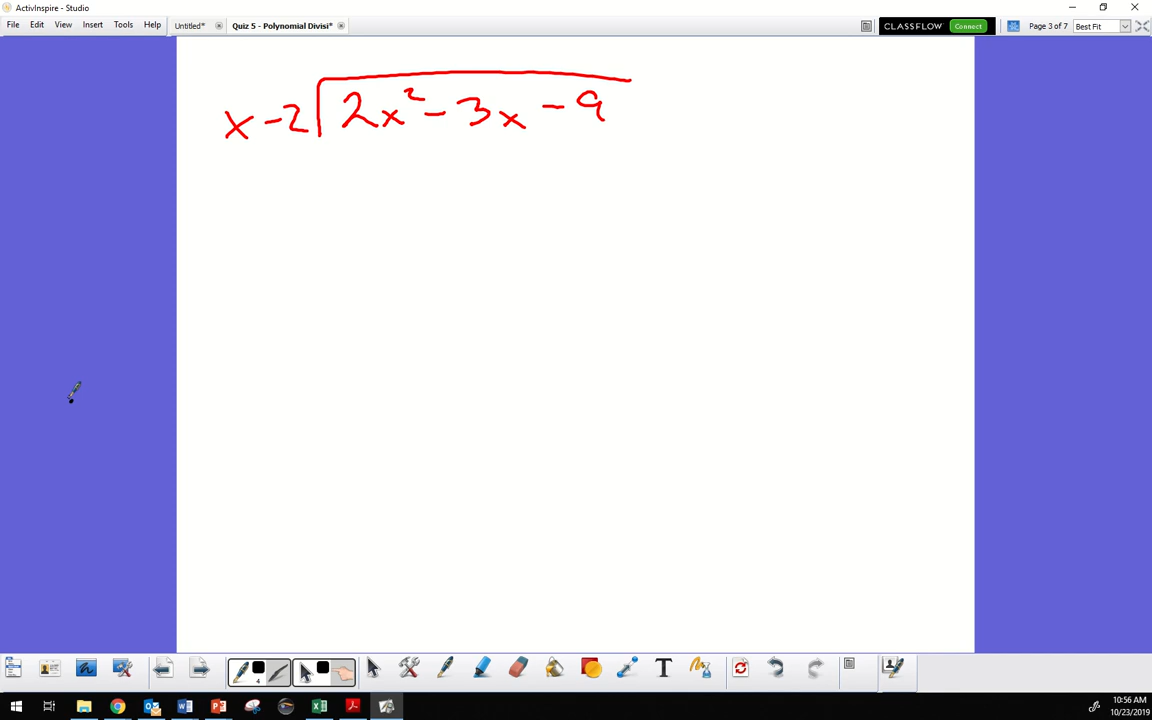 ActivInspire - Studio
Untitled*
Quiz 5 - Polynomial Divisi*
File Edit View Insert Tools Help
CLASSFLOW Connect
Page 3 of 7
Best Fit
x - 2 2x² - 3x - 9
4
T
10:56 AM
10/23/2019